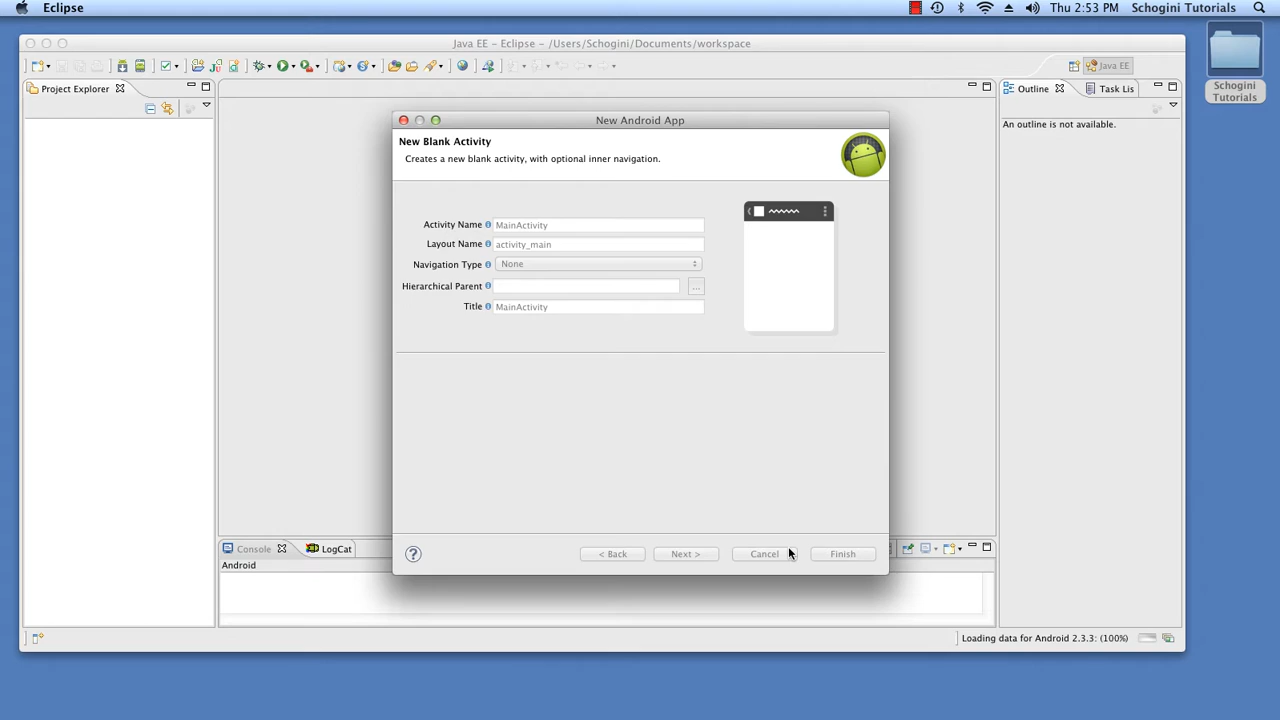 Eclipse
Thu 2:53 PM
Schogini Tutorials
Java EE – Eclipse – /Users/Schogini/Documents/workspace
Java EE
Schogini
Tutorials
Project Explorer
Outline
Task Lis
An outline is not available.
New Android App
New Blank Activity
Creates a new blank activity, with optional inner navigation.
Activity Name
MainActivity
Layout Name
activity_main
Navigation Type
None
Hierarchical Parent
...
Title
MainActivity
?
< Back
Next >
Cancel
Finish
Console
LogCat
Android
Loading data for Android 2.3.3: (100%)